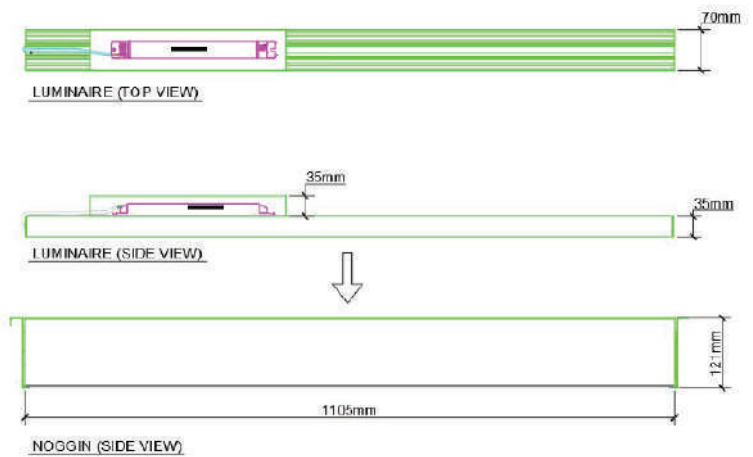 70mm
LUMINAIRE (TOP VIEW)
35mm
35mm
LUMINAIRE (SIDE VIEW)
121mm
1105mm
NOGGIN (SIDE VIEW)